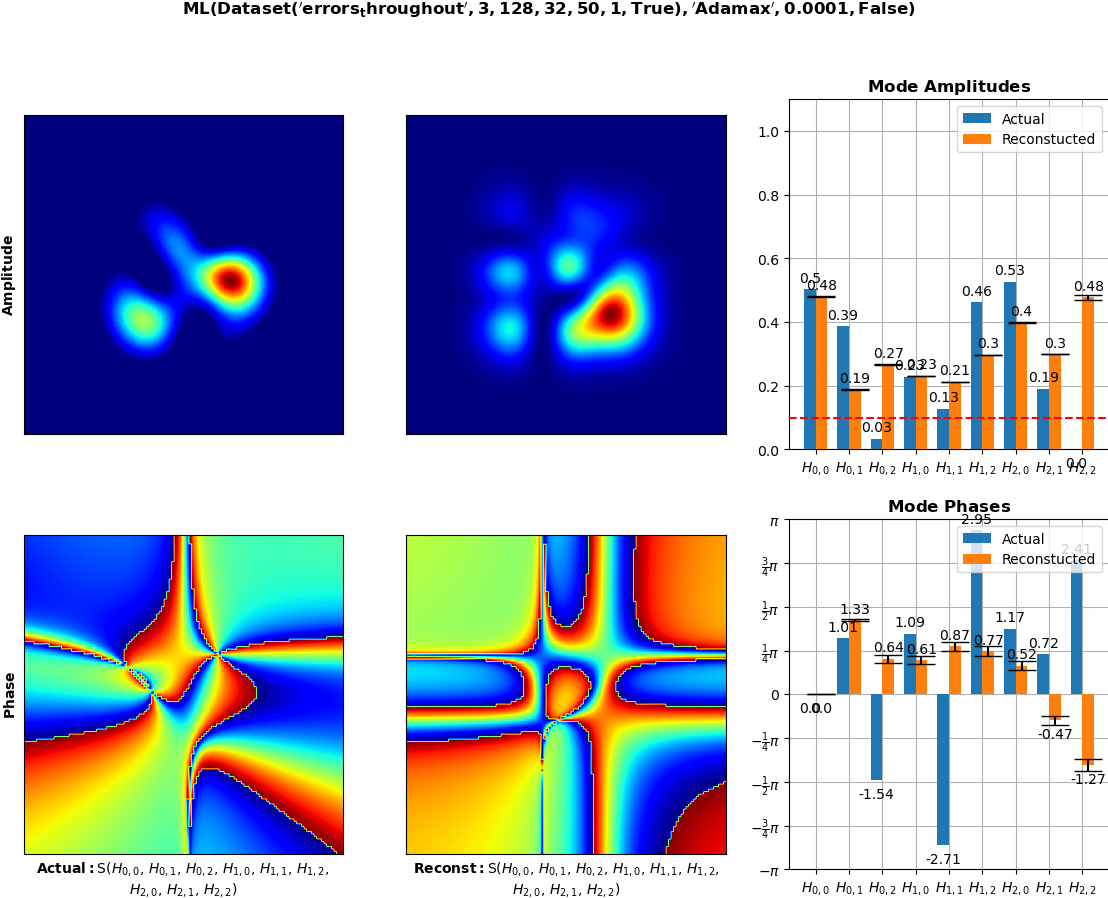 ML(Dataset('errors_throughout', 3, 128, 32, 50, 1, True), 'Adamax', 0.0001, False)
Mode Amplitudes
Actual
Reconstucted
1.0
0.8
0.6
0.4
0.2
0.0
0.5
0.48
0.39
0.19
0.03
0.27
0.23
0.23
0.13
0.21
0.46
0.3
0.53
0.4
0.19
0.3
0.0
0.48
H0,0 H0,1 H0,2 H1,0 H1,1 H1,2 H2,0 H2,1 H2,2
Amplitude
Mode Phases
Actual
Reconstucted
π
3/4π
1/2π
1/4π
0
−1/4π
−1/2π
−3/4π
−π
0.0
0.0
1.01
1.33
-1.54
0.64
1.09
0.61
-2.71
0.87
2.95
0.77
1.17
0.52
0.72
-0.47
2.41
-1.27
H0,0 H0,1 H0,2 H1,0 H1,1 H1,2 H2,0 H2,1 H2,2
Phase
Actual: S(H0,0, H0,1, H0,2, H1,0, H1,1, H1,2,
H2,0, H2,1, H2,2)
Reconst: S(H0,0, H0,1, H0,2, H1,0, H1,1, H1,2,
H2,0, H2,1, H2,2)